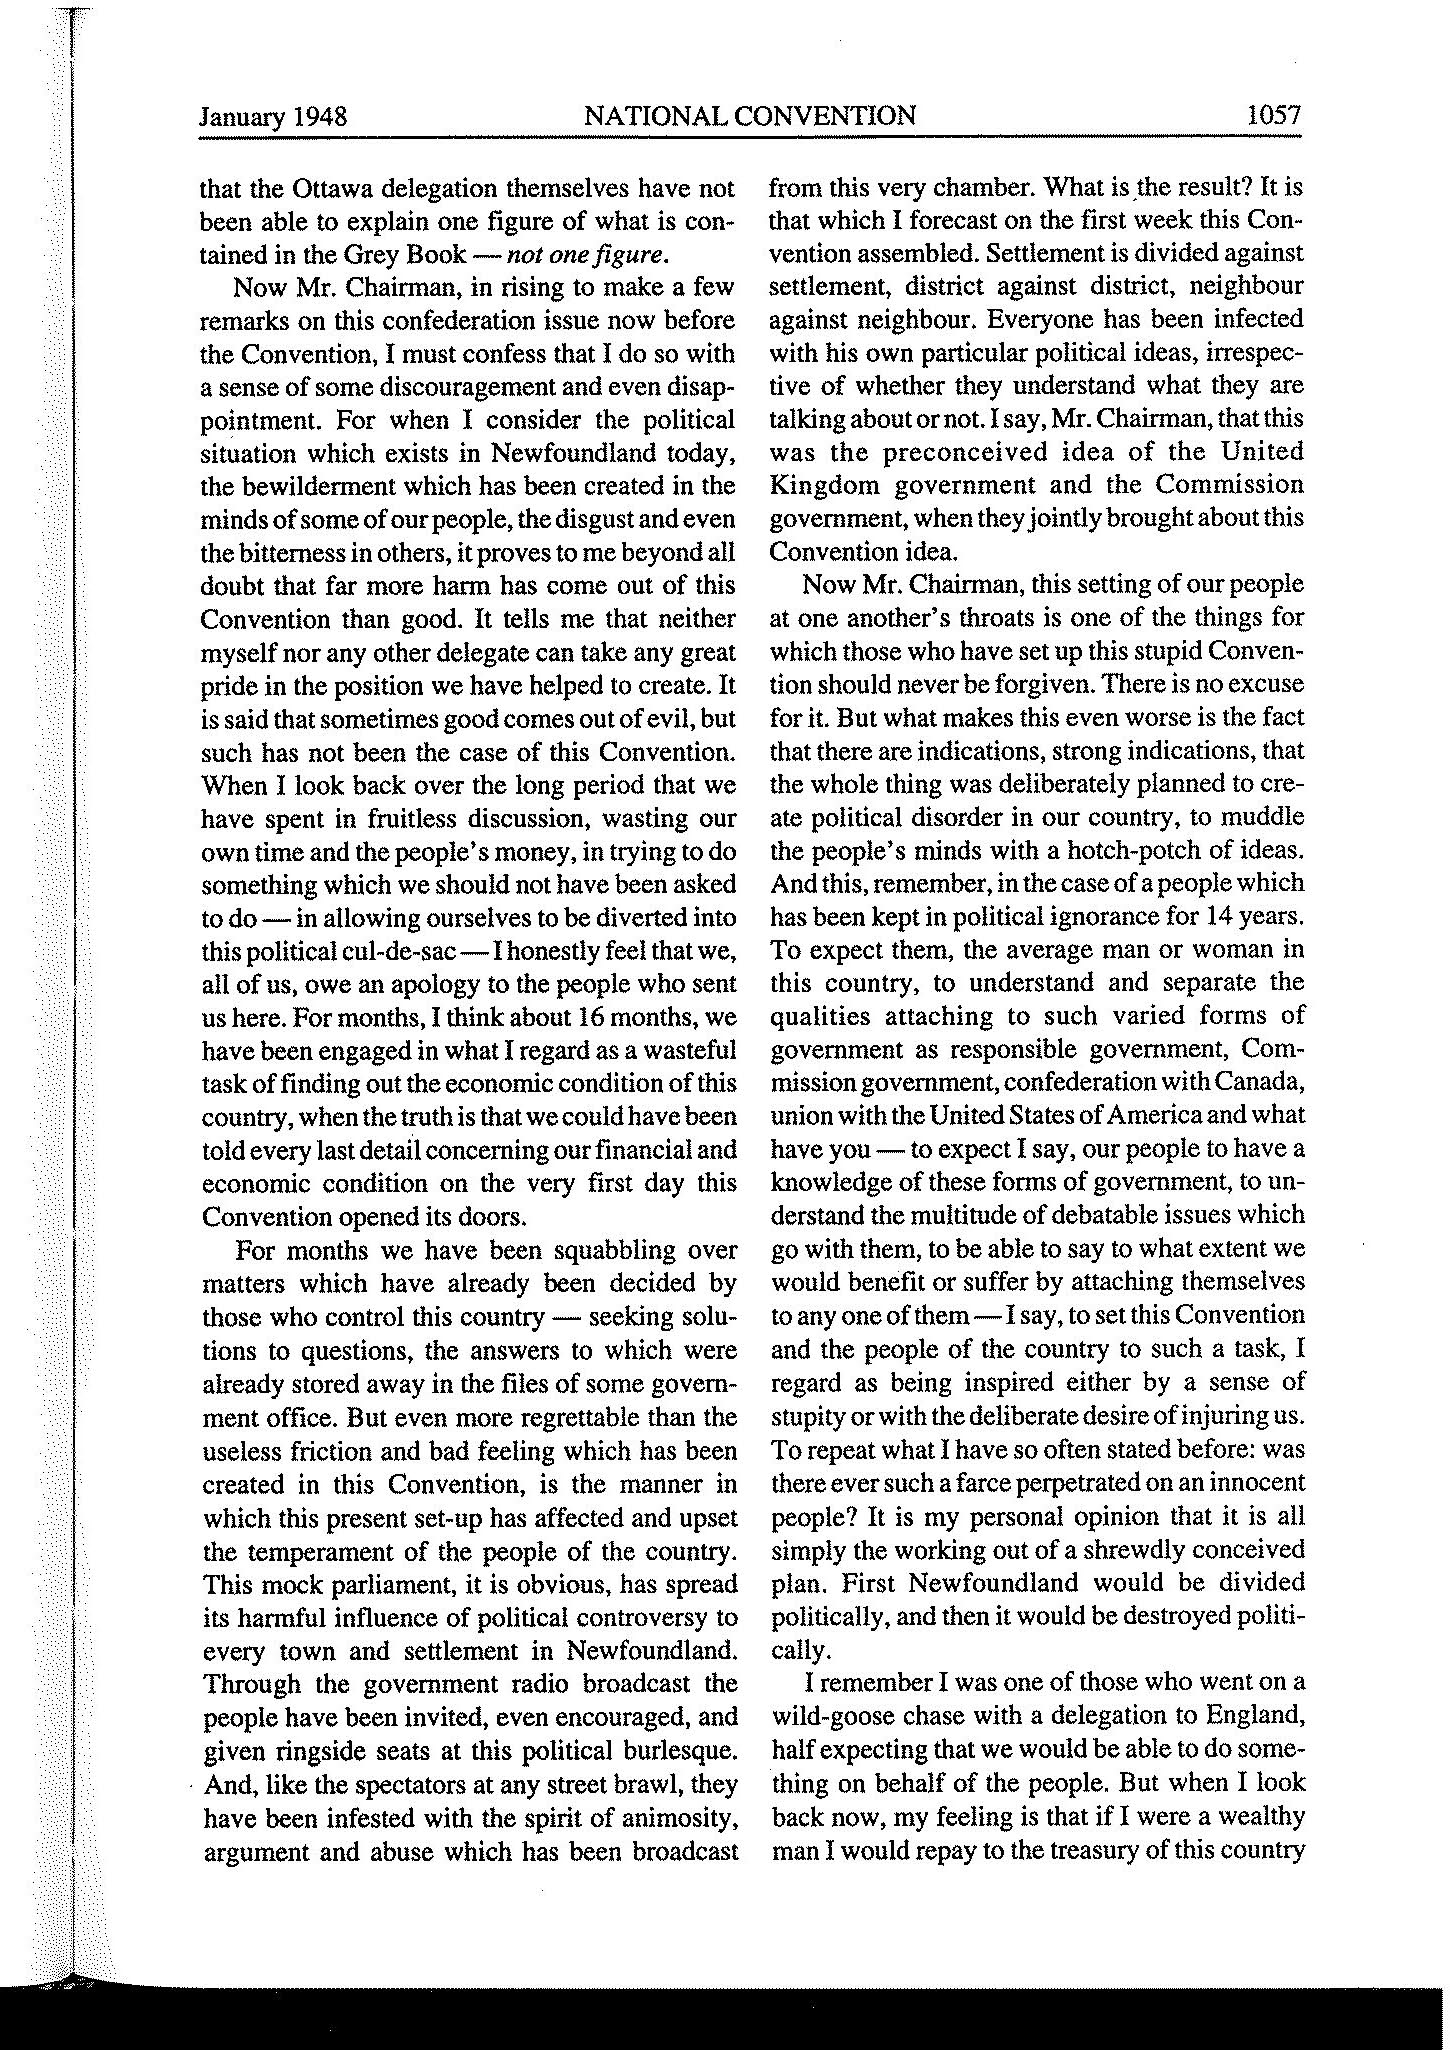 January 1948 NATIONAL CONVENTION 1057
that the Ottawa delegation themselves have not
been able to explain one figure of what is con-
tained in the Grey Book — not one figure.
Now Mr. Chairman, in rising to make a few
remarks on this confederation issue now before
the Convention, I must confess that I do so with
a sense of some discouragement and even disap-
pointment. For when I consider the political
situation which exists in Newfoundland today,
the bewilderment which has been created in the
minds of some of our people, the disgust and even
the bitterness in others, it proves to me beyond all
doubt that far more harm has come out of this
Convention than good. It tells me that neither
myself nor any other delegate can take any great
pride in the position we have helped to create. It
is said that sometimes good comes out of evil, but
such has not been the case of this Convention.
When I look back over the long period that we
have spent in fruitless discussion, wasting our
own time and the people's money, in trying to do
something which we should not have been asked
to do — in allowing ourselves to be diverted into
this political cul-de-sac — I honestly feel that we,
all of us, owe an apology to the people who sent
us here. For months, I think about 16 months, we
have been engaged in what I regard as a wasteful
task of finding out the economic condition of this
country, when the truth is that we could have been
told every last detail concerning our financial and
economic condition on the very first day this
Convention opened its doors.
For months we have been squabbling over
matters which have already been decided by
those who control this country — seeking solu-
tions to questions, the answers to which were
already stored away in the files of some govern-
ment office. But even more regrettable than the
useless friction and bad feeling which has been
created in this Convention, is the manner in
which this present set-up has affected and upset
the temperament of the people of the country.
This mock parliament, it is obvious, has spread
its harmful influence of political controversy to
every town and settlement in Newfoundland.
Through the government radio broadcast the
people have been invited, even encouraged, and
given ringside seats at this political burlesque.
And, like the spectators at any street brawl, they
have been infested with the spirit of animosity,
argument and abuse which has been broadcast
from this very chamber. What is the result? It is
that which I forecast on the first week this Con-
vention assembled. Settlement is divided against
settlement, district against district, neighbour
against neighbour. Everyone has been infected
with his own particular political ideas, irrespec-
tive of whether they understand what they are
talking about or not. I say, Mr. Chairman, that this
was the preconceived idea of the United
Kingdom government and the Commission
government, when they jointly brought about this
Convention idea.
Now Mr. Chairman, this setting of our people
at one another's throats is one of the things for
which those who have set up this stupid Conven-
tion should never be forgiven. There is no excuse
for it. But what makes this even worse is the fact
that there are indications, strong indications, that
the whole thing was deliberately planned to cre-
ate political disorder in our country, to muddle
the people's minds with a hotch-potch of ideas.
And this, remember, in the case of a people which
has been kept in political ignorance for 14 years.
To expect them, the average man or woman in
this country, to understand and separate the
qualities attaching to such varied forms of
government as responsible government, Com-
mission government, confederation with Canada,
union with the United States of America and what
have you — to expect I say, our people to have a
knowledge of these forms of government, to un-
derstand the multitude of debatable issues which
go with them, to be able to say to what extent we
would benefit or suffer by attaching themselves
to any one of them — I say, to set this Convention
and the people of the country to such a task, I
regard as being inspired either by a sense of
stupidity or with the deliberate desire of injuring us.
To repeat what I have so often stated before: was
there ever such a farce perpetrated on an innocent
people? It is my personal opinion that it is all
simply the working out of a shrewdly conceived
plan. First Newfoundland would be divided
politically, and then it would be destroyed politi-
cally.
I remember I was one of those who went on a
wild-goose chase with a delegation to England,
half expecting that we would be able to do some-
thing on behalf of the people. But when I look
back now, my feeling is that if I were a wealthy
man I would repay to the treasury of this country